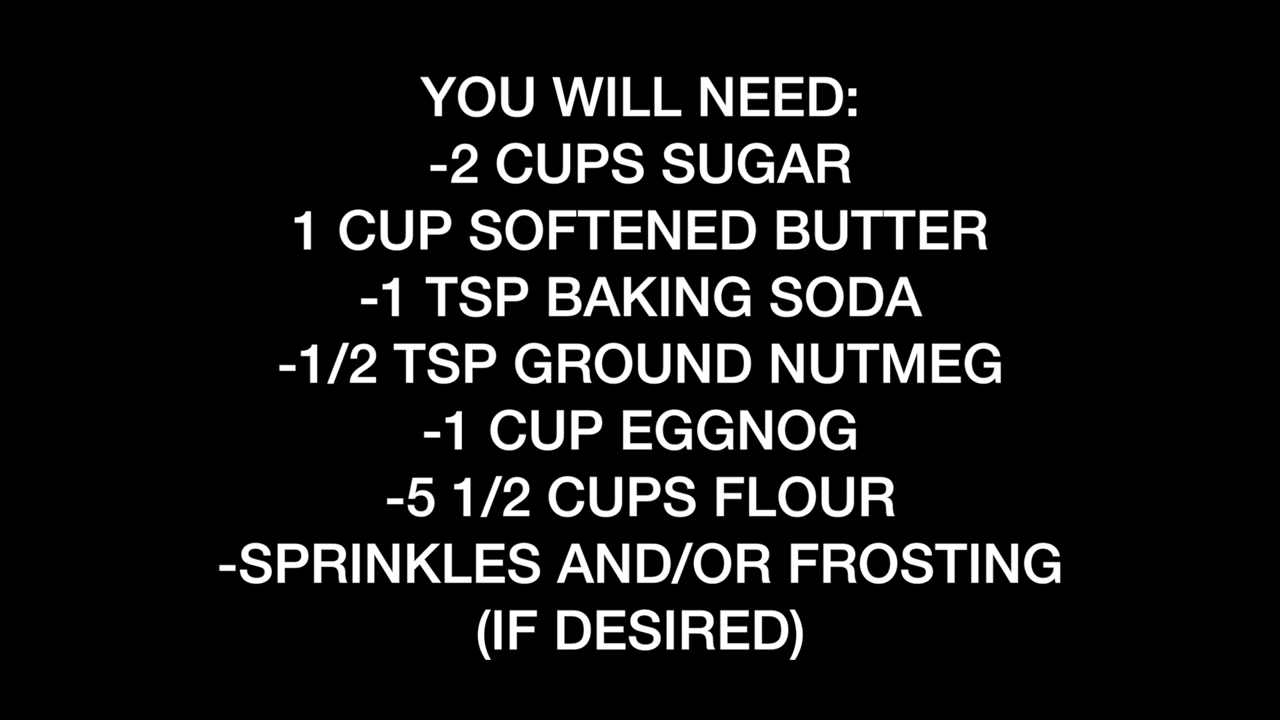 YOU WILL NEED:
-2 CUPS SUGAR
1 CUP SOFTENED BUTTER
-1 TSP BAKING SODA
-1/2 TSP GROUND NUTMEG
-1 CUP EGGNOG
-5 1/2 CUPS FLOUR
-SPRINKLES AND/OR FROSTING
(IF DESIRED)